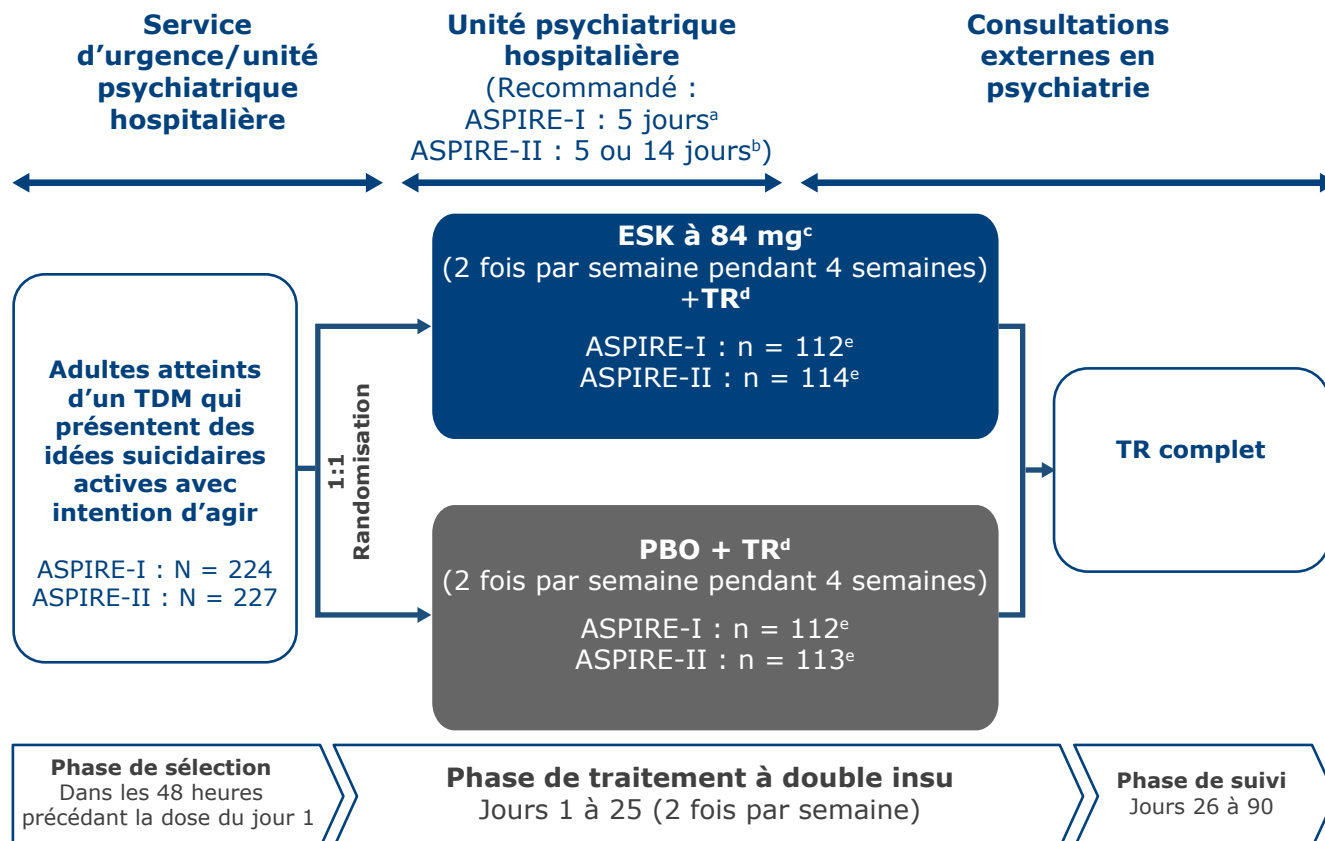 Service
d'urgence/unité
psychiatrique
hospitalière
Unité psychiatrique
hospitalière
(Recommandé :
ASPIRE-I : 5 joursᵃ
ASPIRE-II : 5 ou 14 joursᵇ)
Consultations
externes en
psychiatrie
Adultes atteints
d'un TDM qui
présentent des
idées suicidaires
actives avec
intention d'agir
ASPIRE-I : N = 224
ASPIRE-II : N = 227
1:1
Randomisation
ESK à 84 mgᶜ
(2 fois par semaine pendant 4 semaines)
+TRᵈ
ASPIRE-I : n = 112ᵉ
ASPIRE-II : n = 114ᵉ
PBO + TRᵈ
(2 fois par semaine pendant 4 semaines)
ASPIRE-I : n = 112ᵉ
ASPIRE-II : n = 113ᵉ
TR complet
Phase de sélection
Dans les 48 heures
précédant la dose du jour 1
Phase de traitement à double insu
Jours 1 à 25 (2 fois par semaine)
Phase de suivi
Jours 26 à 90